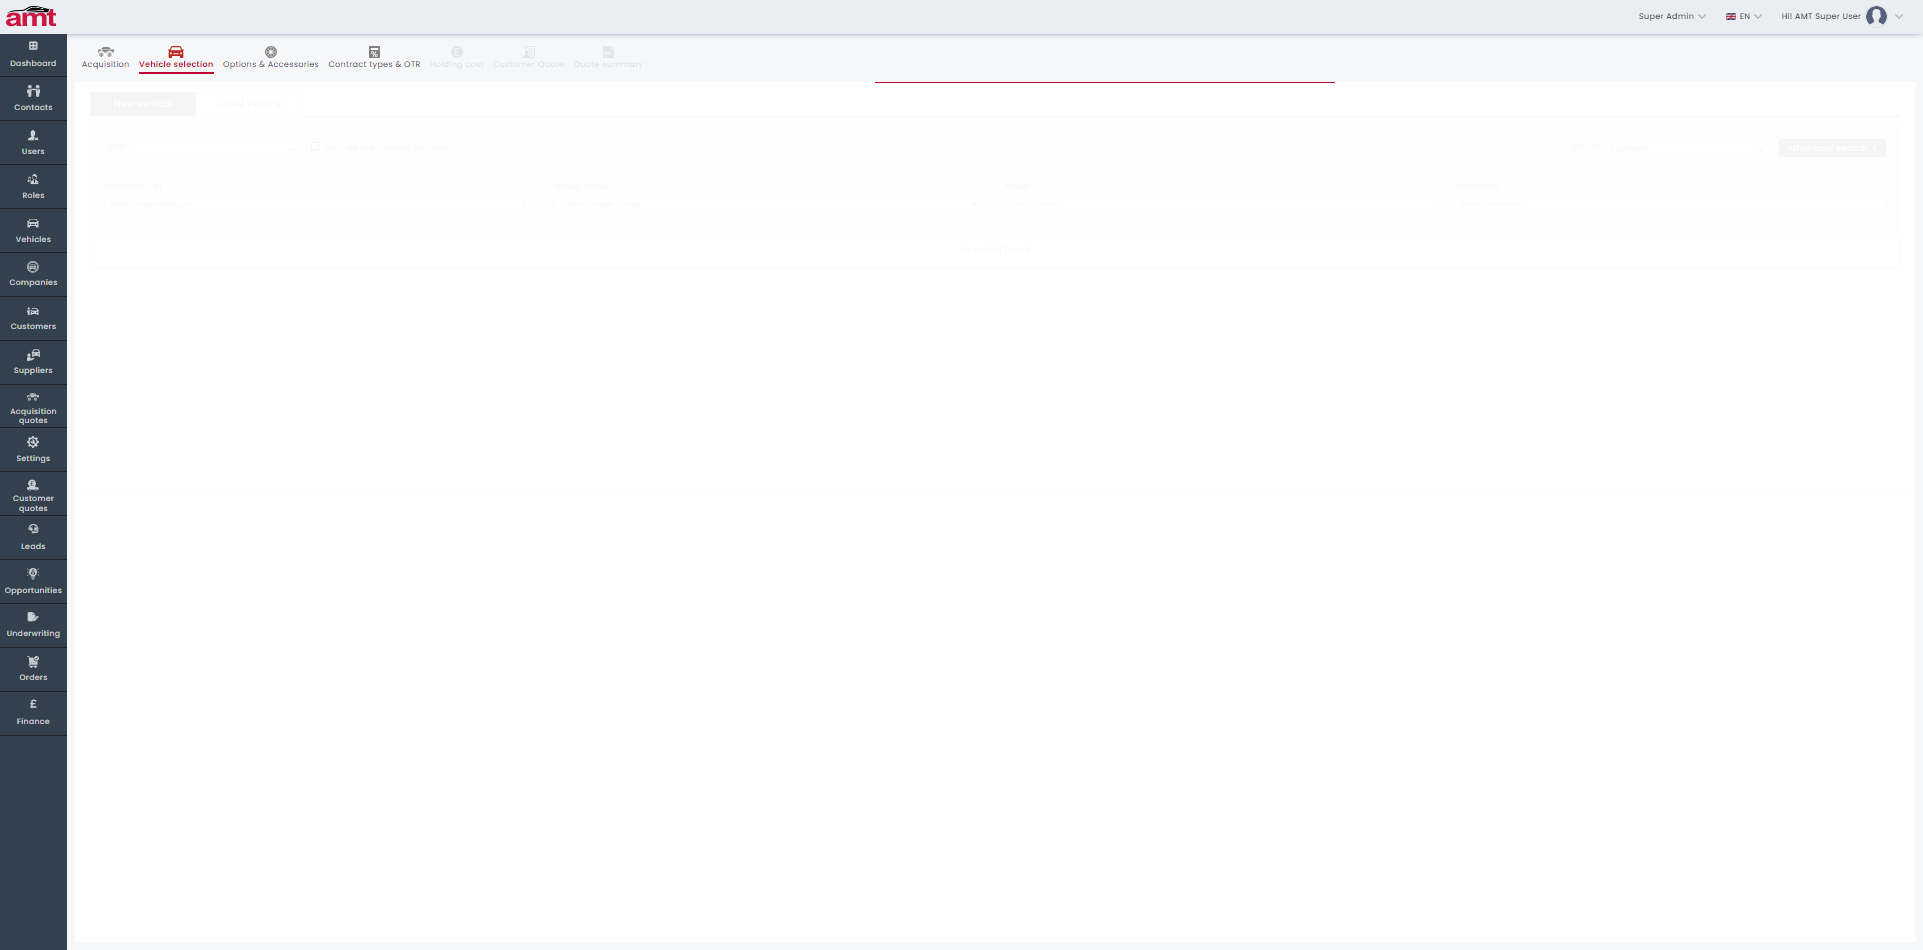 amt
Super Admin
EN
Hi! AMT Super User
Dashboard
Contacts
Users
Roles
Vehicles
Companies
Customers
Suppliers
Acquisition
quotes
Settings
Customer
quotes
Leads
Opportunities
Underwriting
Orders
Finance
Acquisition
Vehicle selection
Options & Accessories
Contract types & OTR
Holding cost
Customer Quote
Quote summary
New vehicle
Used vehicle
Advanced search